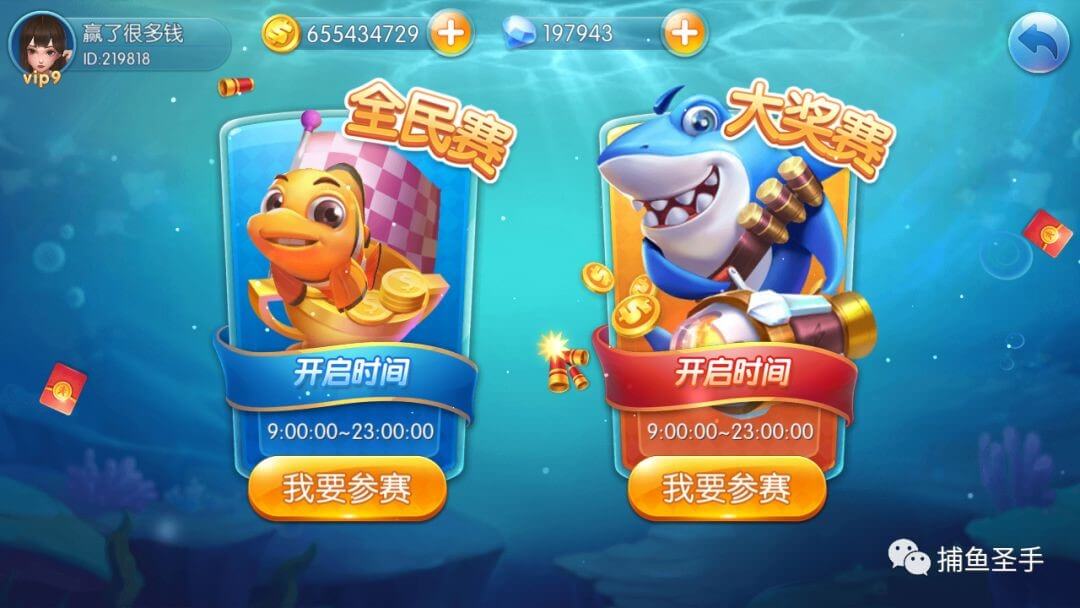 赢了很多钱
ID:219818
vip9
655434729
197943
全民赛
大奖赛
开启时间
9:00:00~23:00:00
我要参赛
开启时间
9:00:00~23:00:00
我要参赛
捕鱼圣手